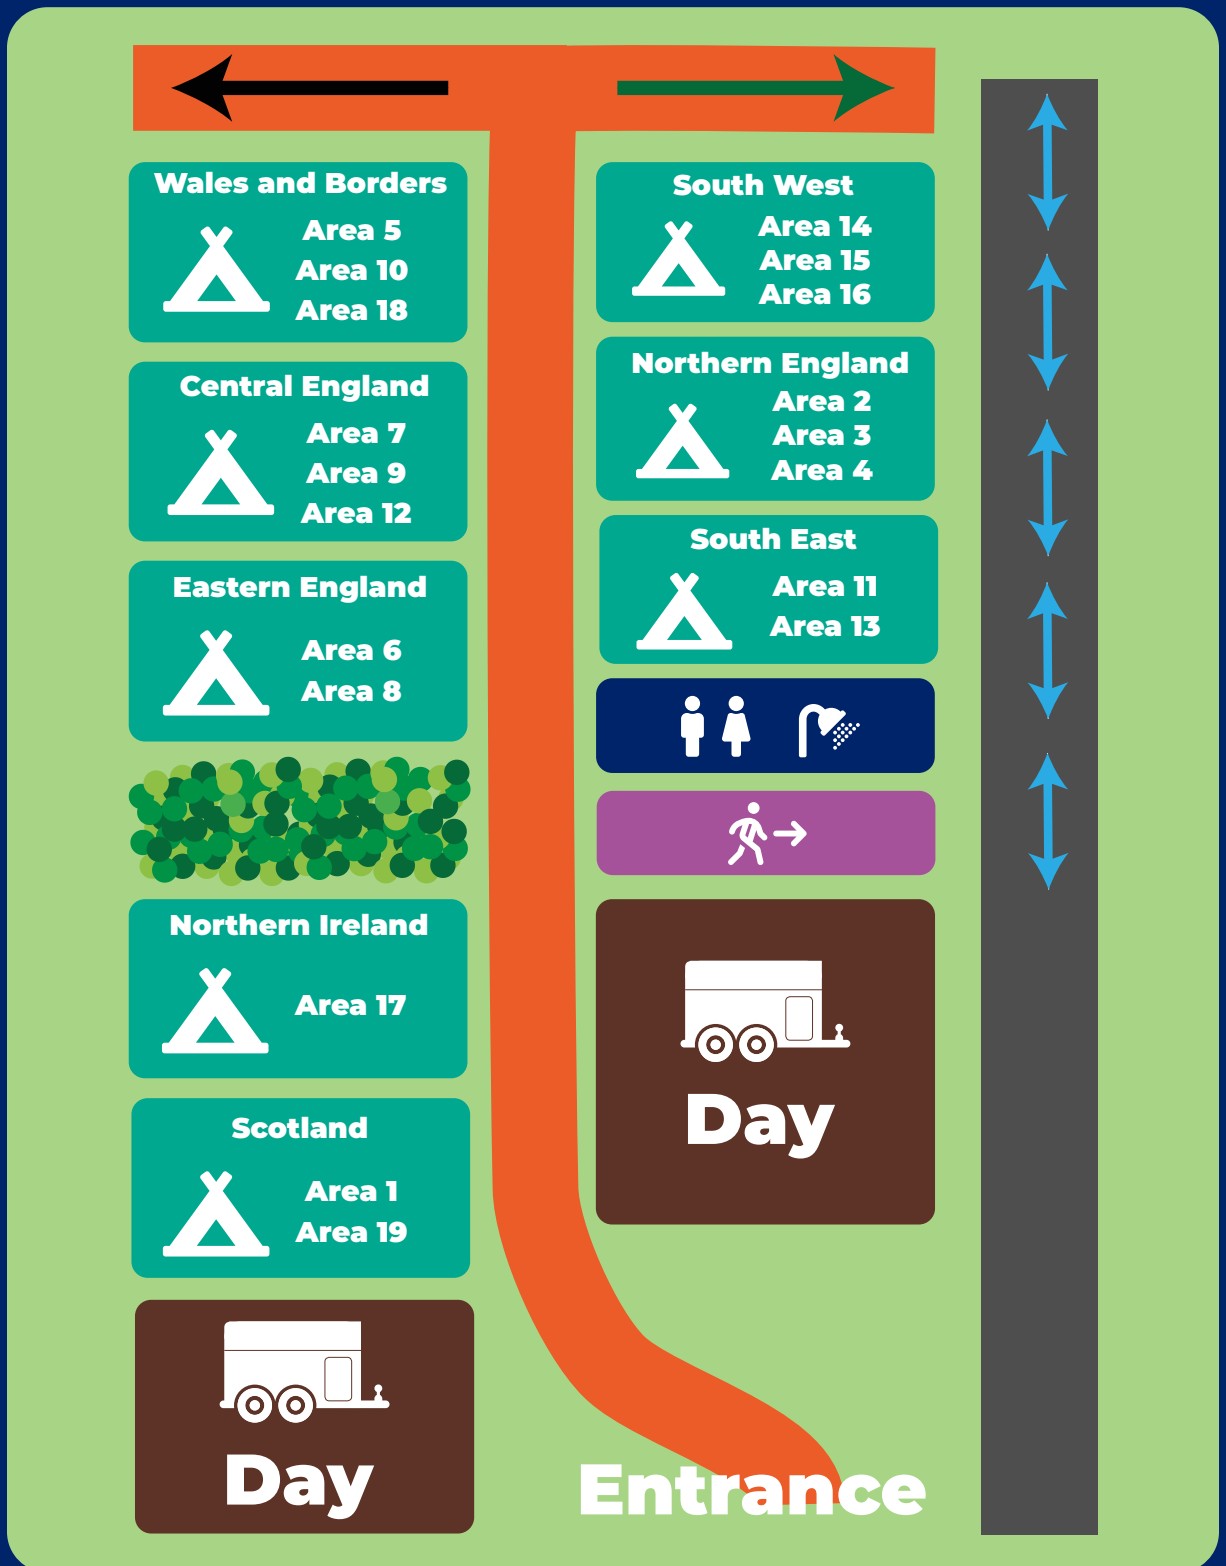 Wales and Borders
Area 5
Area 10
Area 18
Central England
Area 7
Area 9
Area 12
Eastern England
Area 6
Area 8
Northern Ireland
Area 17
Scotland
Area 1
Area 19
Day
South West
Area 14
Area 15
Area 16
Northern England
Area 2
Area 3
Area 4
South East
Area 11
Area 13
Day
Entrance